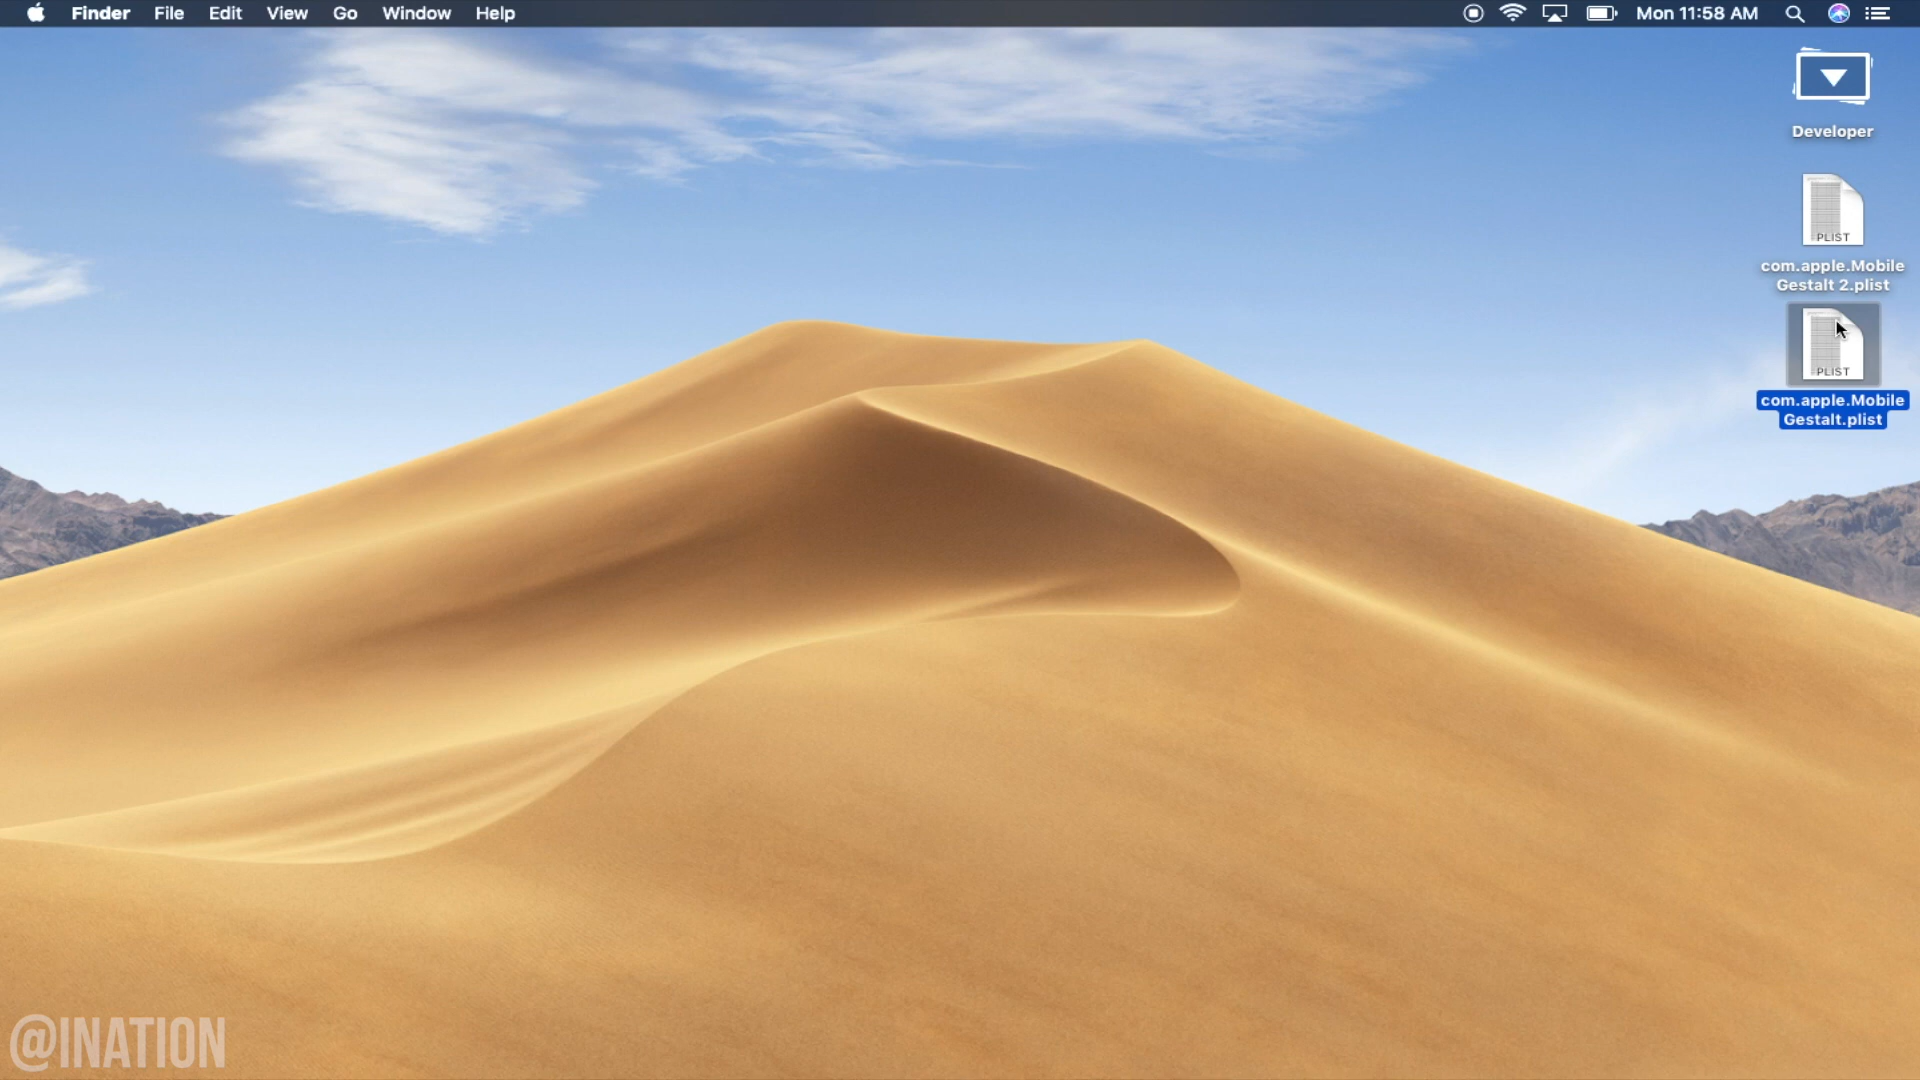 Finder File Edit View Go Window Help Mon 11:58 AM
Developer
PLIST
com.apple.Mobile
Gestalt 2.plist
PLIST
com.apple.Mobile
Gestalt.plist
@INATION